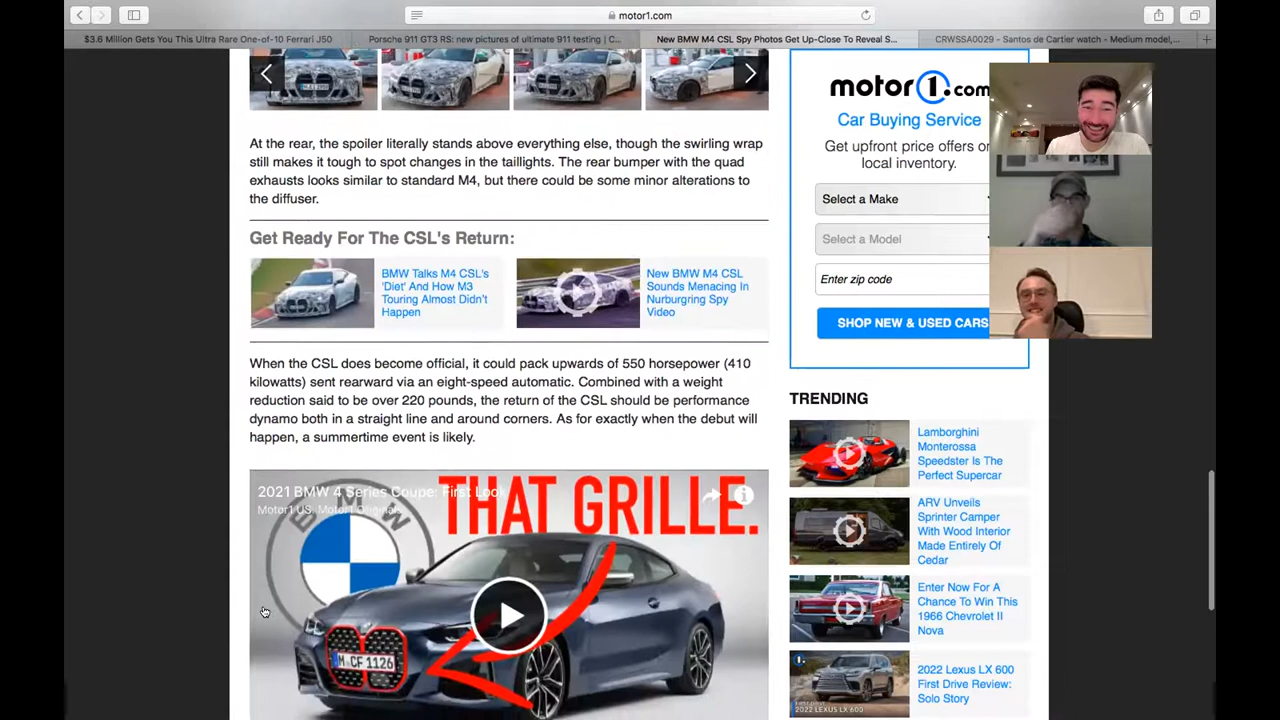 motor1.com
$3.6 Million Gets You This Ultra Rare One-of-10 Ferrari J50
Porsche 911 GT3 RS: new pictures of ultimate 911 testing | C...
New BMW M4 CSL Spy Photos Get Up-Close To Reveal S...
CRWSSA0029 - Santos de Cartier watch - Medium model,...
At the rear, the spoiler literally stands above everything else, though the swirling wrap
still makes it tough to spot changes in the taillights. The rear bumper with the quad
exhausts looks similar to standard M4, but there could be some minor alterations to
the diffuser.
Get Ready For The CSL's Return:
BMW Talks M4 CSL's
'Diet' And How M3
Touring Almost Didn't
Happen
New BMW M4 CSL
Sounds Menacing In
Nurburgring Spy
Video
When the CSL does become official, it could pack upwards of 550 horsepower (410
kilowatts) sent rearward via an eight-speed automatic. Combined with a weight
reduction said to be over 220 pounds, the return of the CSL should be performance
dynamo both in a straight line and around corners. As for exactly when the debut will
happen, a summertime event is likely.
2021 BMW 4 Series Coupe: First Loo
Motor1 US: Motor1 Originals
THAT GRILLE.
BMW
M CF 1126
motor1.com
Car Buying Service
Get upfront price offers on
local inventory.
Select a Make
Select a Model
Enter zip code
SHOP NEW & USED CARS
TRENDING
Lamborghini
Monterossa
Speedster Is The
Perfect Supercar
ARV Unveils
Sprinter Camper
With Wood Interior
Made Entirely Of
Cedar
Enter Now For A
Chance To Win This
1966 Chevrolet II
Nova
2022 Lexus LX 600
First Drive Review:
Solo Story
2022 LEXUS LX 600